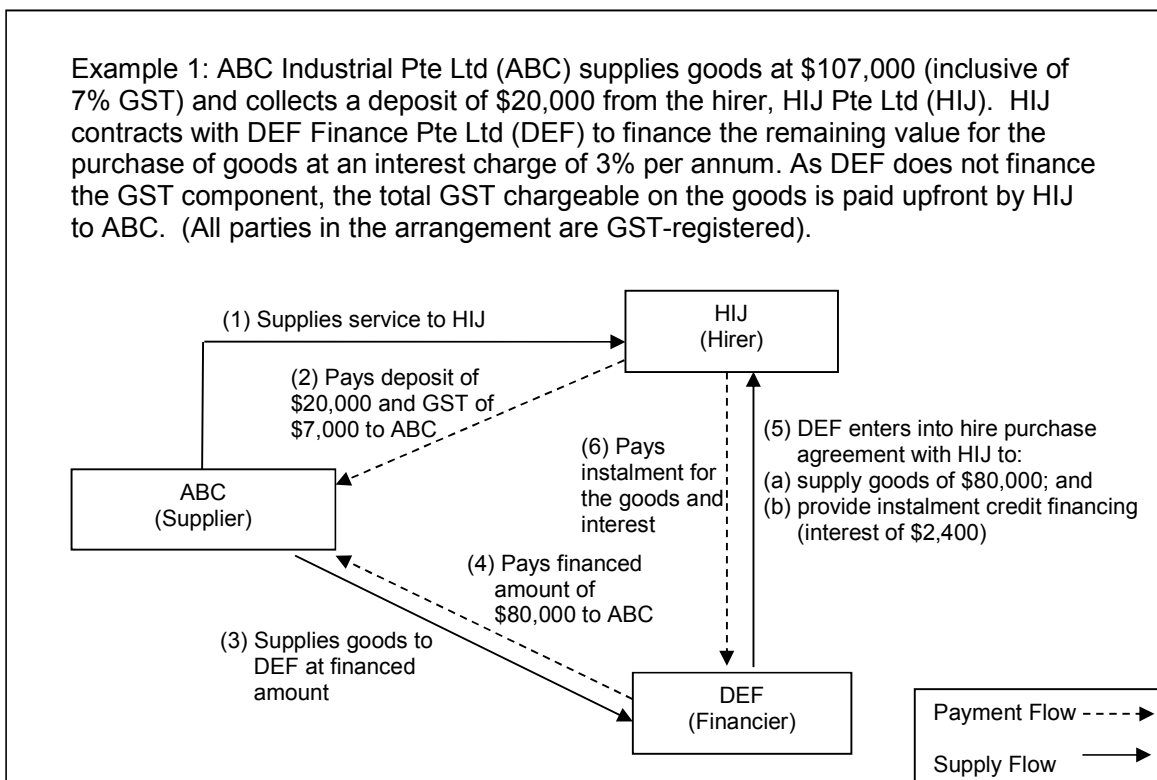 Example 1: ABC Industrial Pte Ltd (ABC) supplies goods at $107,000 (inclusive of
7% GST) and collects a deposit of $20,000 from the hirer, HIJ Pte Ltd (HIJ). HIJ
contracts with DEF Finance Pte Ltd (DEF) to finance the remaining value for the
purchase of goods at an interest charge of 3% per annum. As DEF does not finance
the GST component, the total GST chargeable on the goods is paid upfront by HIJ
to ABC. (All parties in the arrangement are GST-registered).
(1) Supplies service to HIJ
HIJ
(Hirer)
(2) Pays deposit of
$20,000 and GST of
$7,000 to ABC
(6) Pays
instalment for
the goods and
interest
(5) DEF enters into hire purchase
agreement with HIJ to:
(a) supply goods of $80,000; and
(b) provide instalment credit financing
(interest of $2,400)
ABC
(Supplier)
(4) Pays financed
amount of
$80,000 to ABC
(3) Supplies goods to
DEF at financed
amount
DEF
(Financier)
Payment Flow
Supply Flow